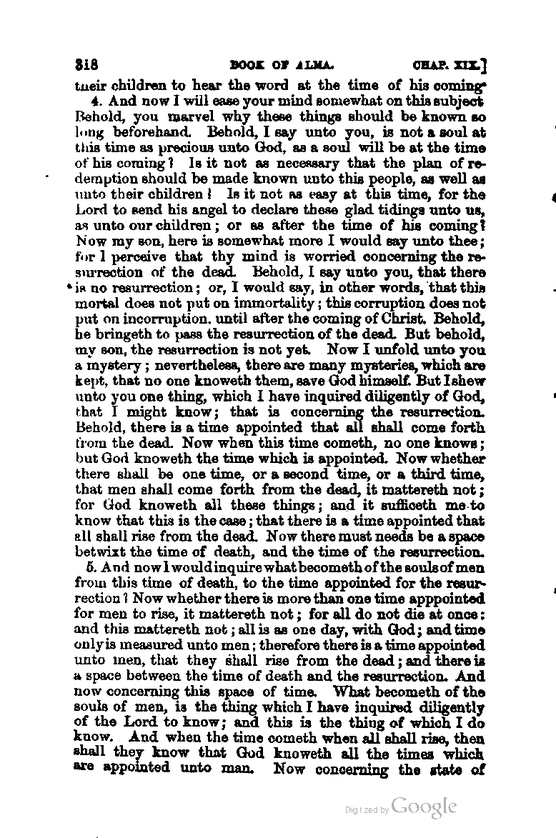 318 BOOK OF ALMA. CHAP. XIX.]
their children to hear the word at the time of his coming
4. And now I will ease your mind somewhat on this subject
Behold, you marvel why these things should be known so
long beforehand. Behold, I say unto you, is not a soul at
this time as precious unto God, as a soul will be at the time
of his coming? Is it not as necessary that the plan of re-
demption should be made known unto this people, as well as
unto their children? Is it not as easy at this time, for the
Lord to send his angel to declare these glad tidings unto us,
as unto our children; or as after the time of his coming?
Now my son, here is somewhat more I would say unto thee;
for I perceive that thy mind is worried concerning the re-
surrection of the dead. Behold, I say unto you, that there
is no resurrection; or, I would say, in other words, that this
mortal does not put on immortality; this corruption does not
put on incorruption. until after the coming of Christ. Behold,
he bringeth to pass, the resurrection of the dead. But behold,
my son, the resurrection is not yet. Now I unfold unto you
a mystery; nevertheless, there are many mysteries, which are
kept, that no one knoweth them, save God himself. But I shew
unto you one thing, which I have inquired diligently of God,
that I might know; that is concerning the resurrection.
Behold, there is a time appointed that all shall come forth
from the dead. Now when this time cometh, no one knows;
but God knoweth the time which is appointed. Now whether
there shall be one time, or a second time, or a third time,
that men shall come forth from the dead, it mattereth not;
for God knoweth all these things; and it sufficeth me to
know that this is the case; that there is a time appointed that
all shall rise from the dead. Now there must needs be a space
betwixt the time of death, and the time of the resurrection.
5. And now I would inquire what becometh of the souls of men
from this time of death, to the time appointed for the resur-
rection? Now whether there is more than one time apppointed
for men to rise, it mattereth not; for all do not die at once:
and this mattereth not; all is as one day, with God; and time
only is measured unto men; therefore there is a time appointed
unto men, that they shall rise from the dead; and there is
a space between the time of death and the resurrection. And
now concerning this space of time. What becometh of the
souls of men, is the thing which I have inquired diligently
of the Lord to know; and this is the thing of which I do
know. And when the time cometh when all shall rise, then
shall they know that God knoweth all the times which
are appointed unto man. Now concerning the state of
Digitized by Google